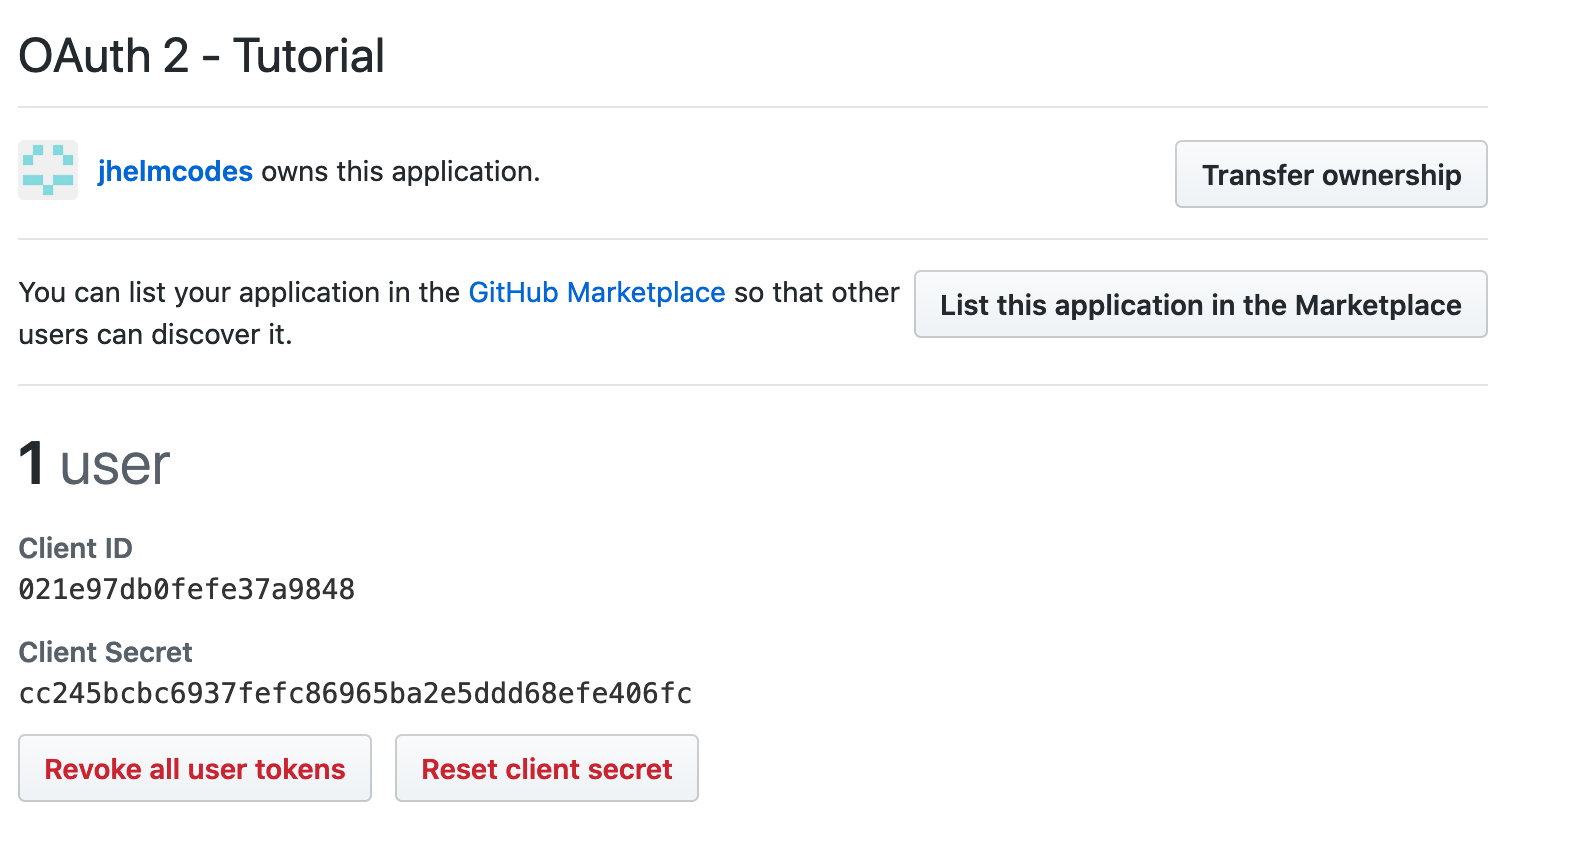 OAuth 2 - Tutorial
jhelmcodes owns this application.
Transfer ownership
You can list your application in the GitHub Marketplace so that other
users can discover it.
List this application in the Marketplace
1 user
Client ID
021e97db0fefe37a9848
Client Secret
cc245bcbc6937fefc86965ba2e5ddd68efe406fc
Revoke all user tokens
Reset client secret